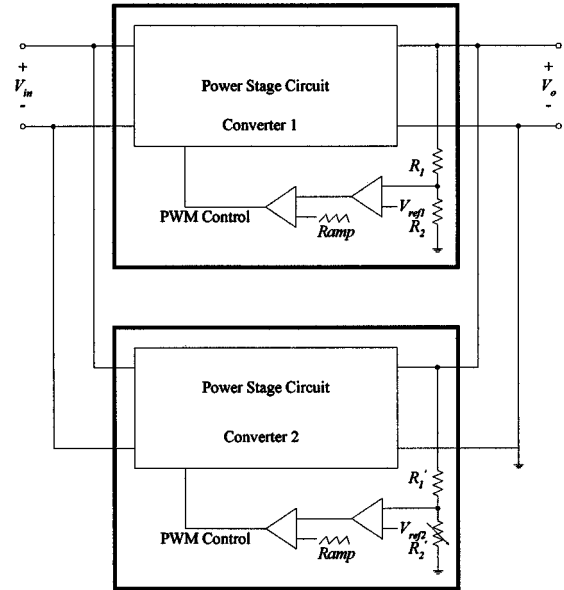 +
V_in
-
Power Stage Circuit
Converter 1
+
V_o
-
R_1
V_ref1
R_2
PWM Control
Ramp
Power Stage Circuit
Converter 2
R_1'
V_ref2
R_2'
PWM Control
Ramp